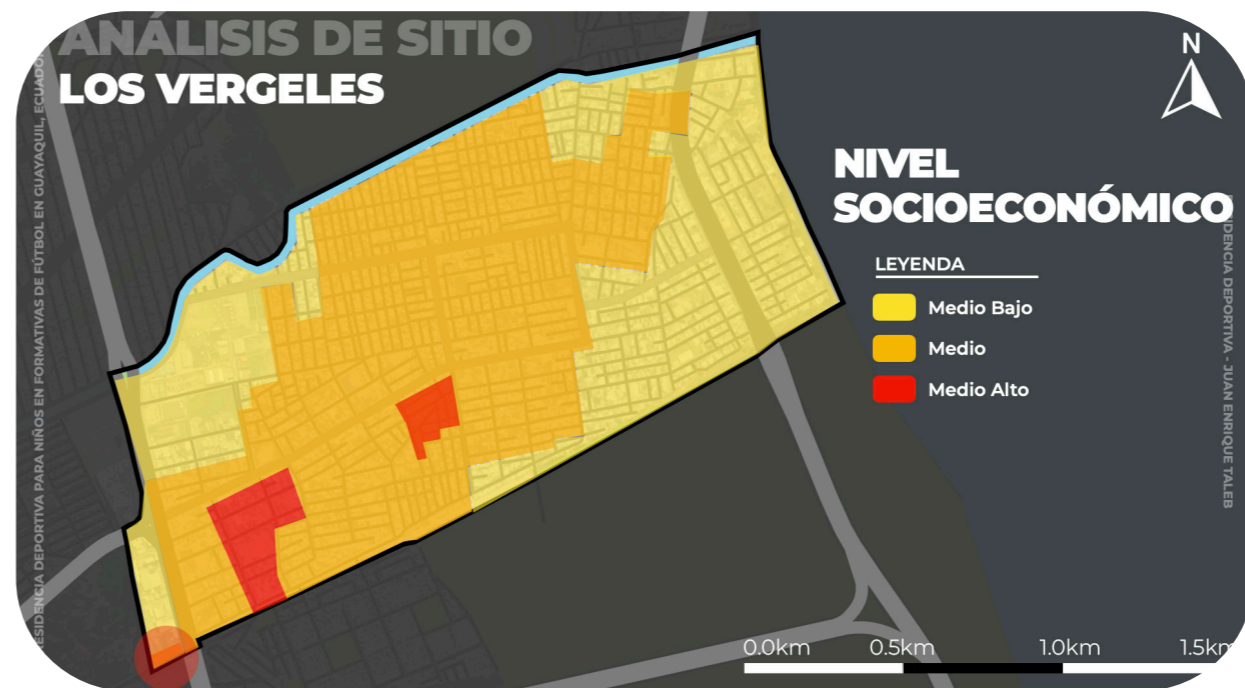 ANÁLISIS DE SITIO
LOS VERGELES
N
NIVEL
SOCIOECONÓMICO
LEYENDA
Medio Bajo
Medio
Medio Alto
0.0km 0.5km 1.0km 1.5km
RESIDENCIA DEPORTIVA PARA NIÑOS EN FORMATIVAS DE FÚTBOL EN GUAYAQUIL, ECUADOR
IDENCIA DEPORTIVA - JUAN ENRIQUE TALEB